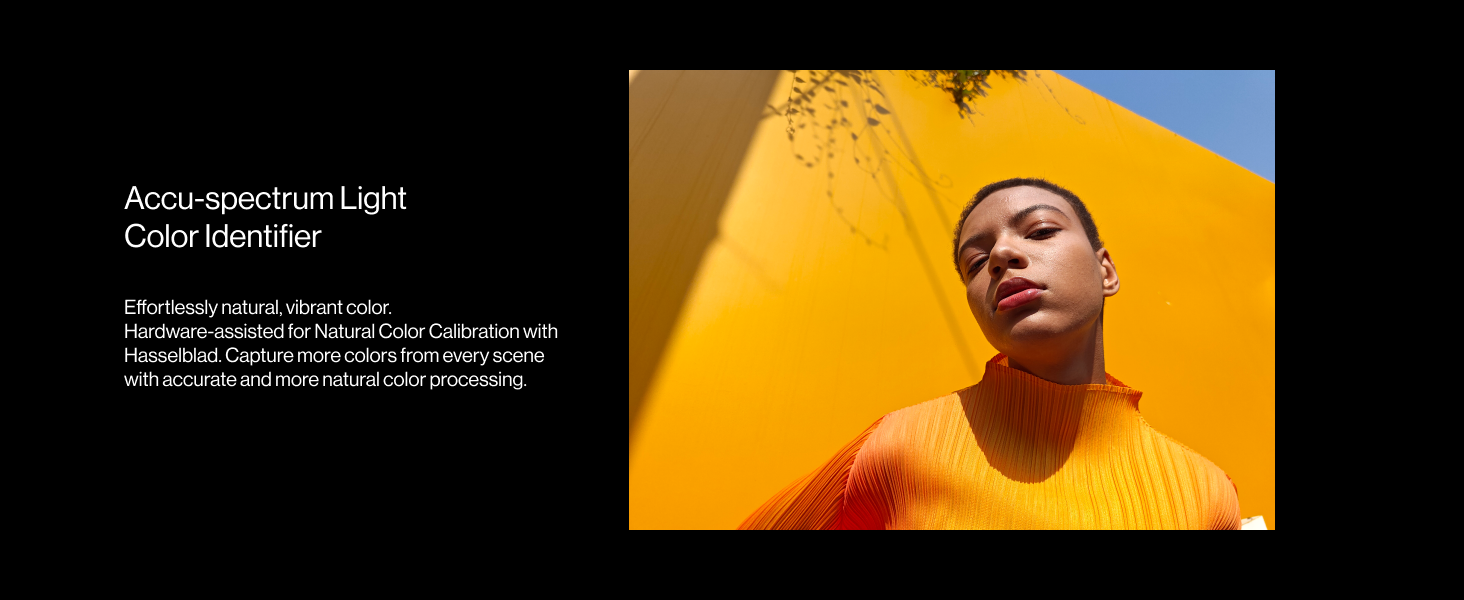 Accu-spectrum Light
Color Identifier
Effortlessly natural, vibrant color.
Hardware-assisted for Natural Color Calibration with
Hasselblad. Capture more colors from every scene
with accurate and more natural color processing.